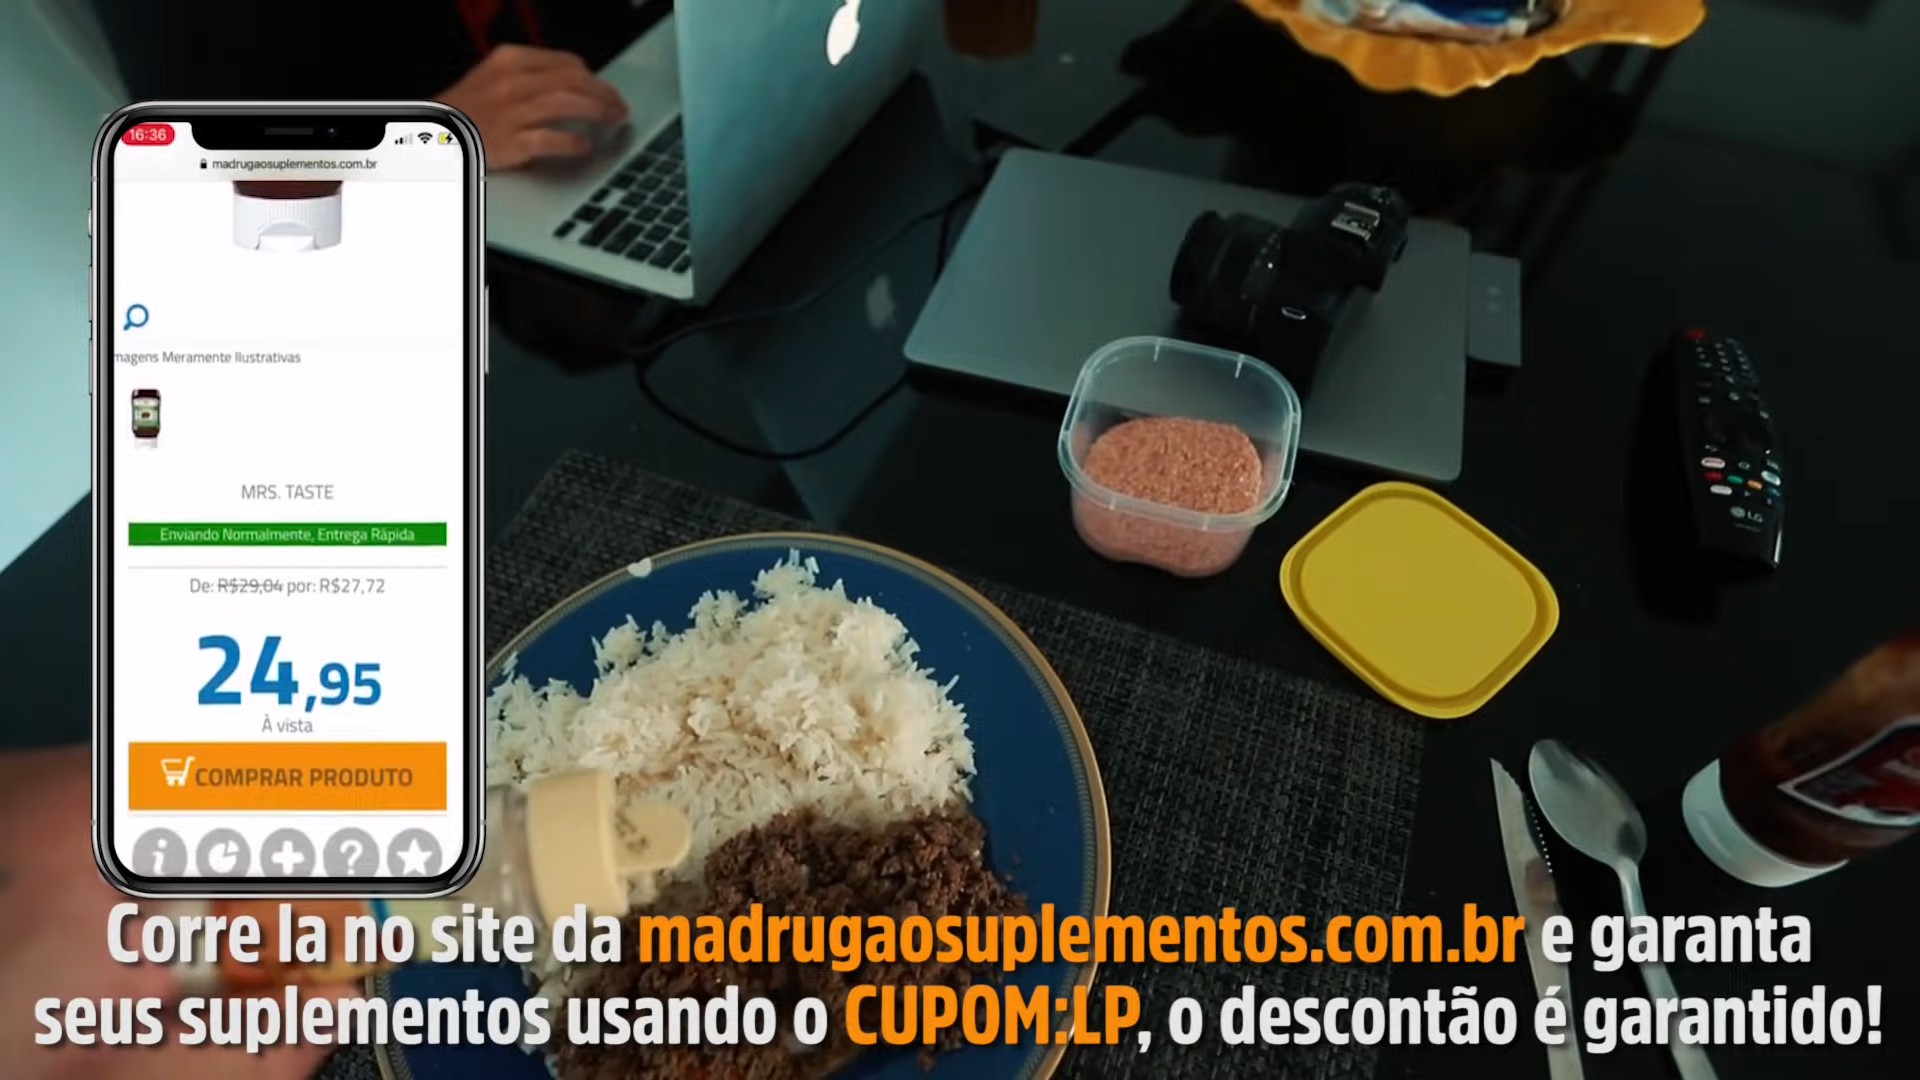 16:36
madrugaosuplementos.com.br
magens Meramente Ilustrativas
MRS. TASTE
Enviando Normalmente, Entrega Rápida
De: R$29,04 por: R$27,72
24,95
À vista
COMPRAR PRODUTO
LG
Corre la no site da madrugaosuplementos.com.br e garanta
seus suplementos usando o CUPOM:LP, o descontão é garantido!